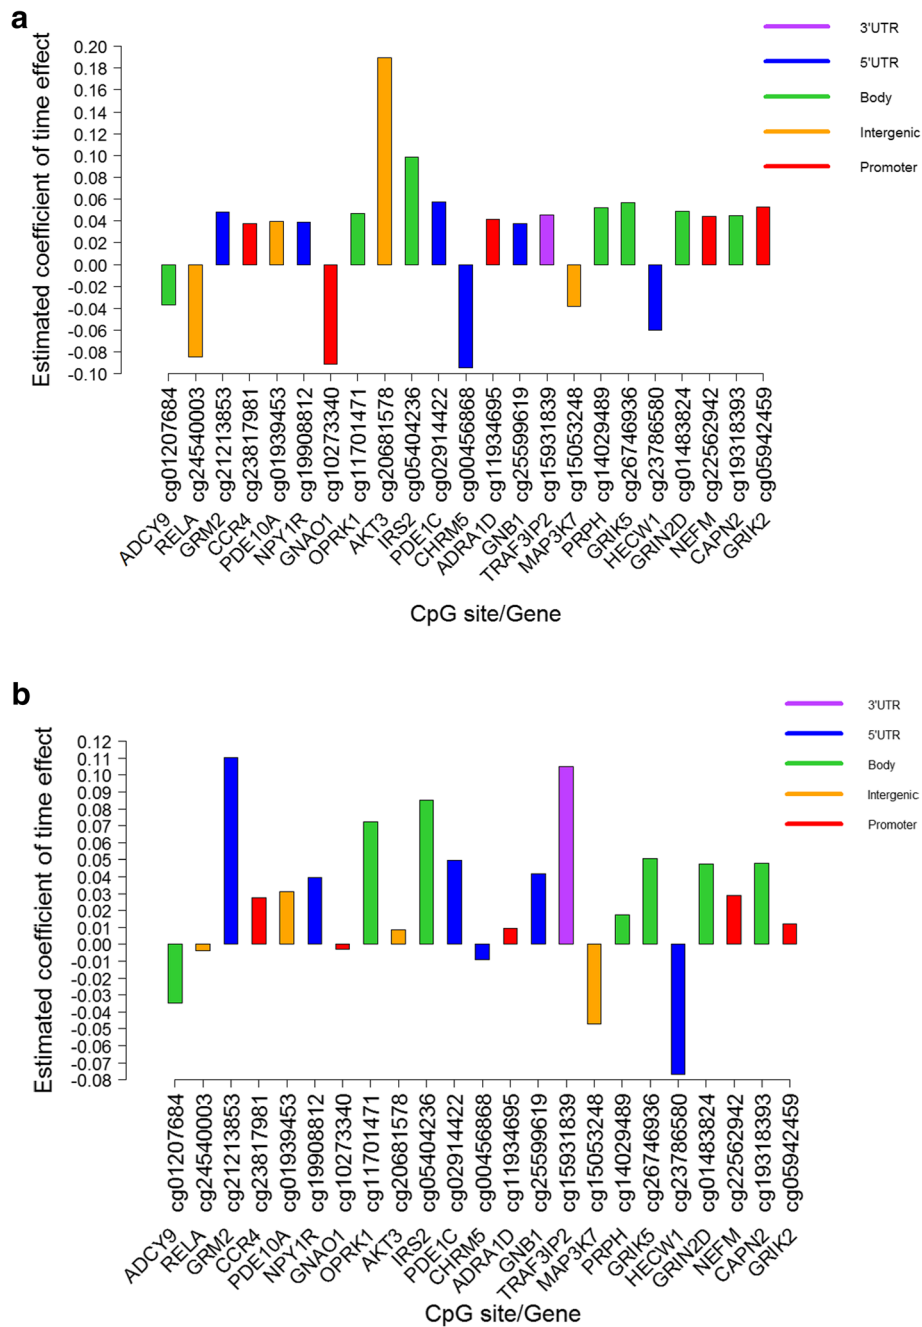 a
3'UTR
5'UTR
Body
Intergenic
Promoter
Estimated coefficient of time effect
0.20
0.18
0.16
0.14
0.12
0.10
0.08
0.06
0.04
0.02
0.00
-0.02
-0.04
-0.06
-0.08
-0.10
cg01207684
cg24540003
cg21213853
cg23817981
cg01939453
cg19908812
cg10273340
cg11701471
cg20681578
cg05404236
cg02914422
cg00456868
cg11934695
cg25599619
cg15931839
cg15053248
cg14029489
cg26746936
cg23786580
cg01483824
cg22562942
cg19318393
cg05942459
ADCY9
RELA
GRM2
CCR4
PDE10A
NPY1R
GNAO1
OPRK1
AKT3
IRS2
PDE1C
CHRM5
ADRA1D
GNB1
TRAF3IP2
MAP3K7
PRPH
GRIK5
HECW1
GRIN2D
NEFM
CAPN2
GRIK2
CpG site/Gene
b
3'UTR
5'UTR
Body
Intergenic
Promoter
Estimated coefficient of time effect
0.12
0.11
0.10
0.09
0.08
0.07
0.06
0.05
0.04
0.03
0.02
0.01
0.00
-0.01
-0.02
-0.03
-0.04
-0.05
-0.06
-0.07
-0.08
cg01207684
cg24540003
cg21213853
cg23817981
cg01939453
cg19908812
cg10273340
cg11701471
cg20681578
cg05404236
cg02914422
cg00456868
cg11934695
cg25599619
cg15931839
cg15053248
cg14029489
cg26746936
cg23786580
cg01483824
cg22562942
cg19318393
cg05942459
ADCY9
RELA
GRM2
CCR4
PDE10A
NPY1R
GNAO1
OPRK1
AKT3
IRS2
PDE1C
CHRM5
ADRA1D
GNB1
TRAF3IP2
MAP3K7
PRPH
GRIK5
HECW1
GRIN2D
NEFM
CAPN2
GRIK2
CpG site/Gene